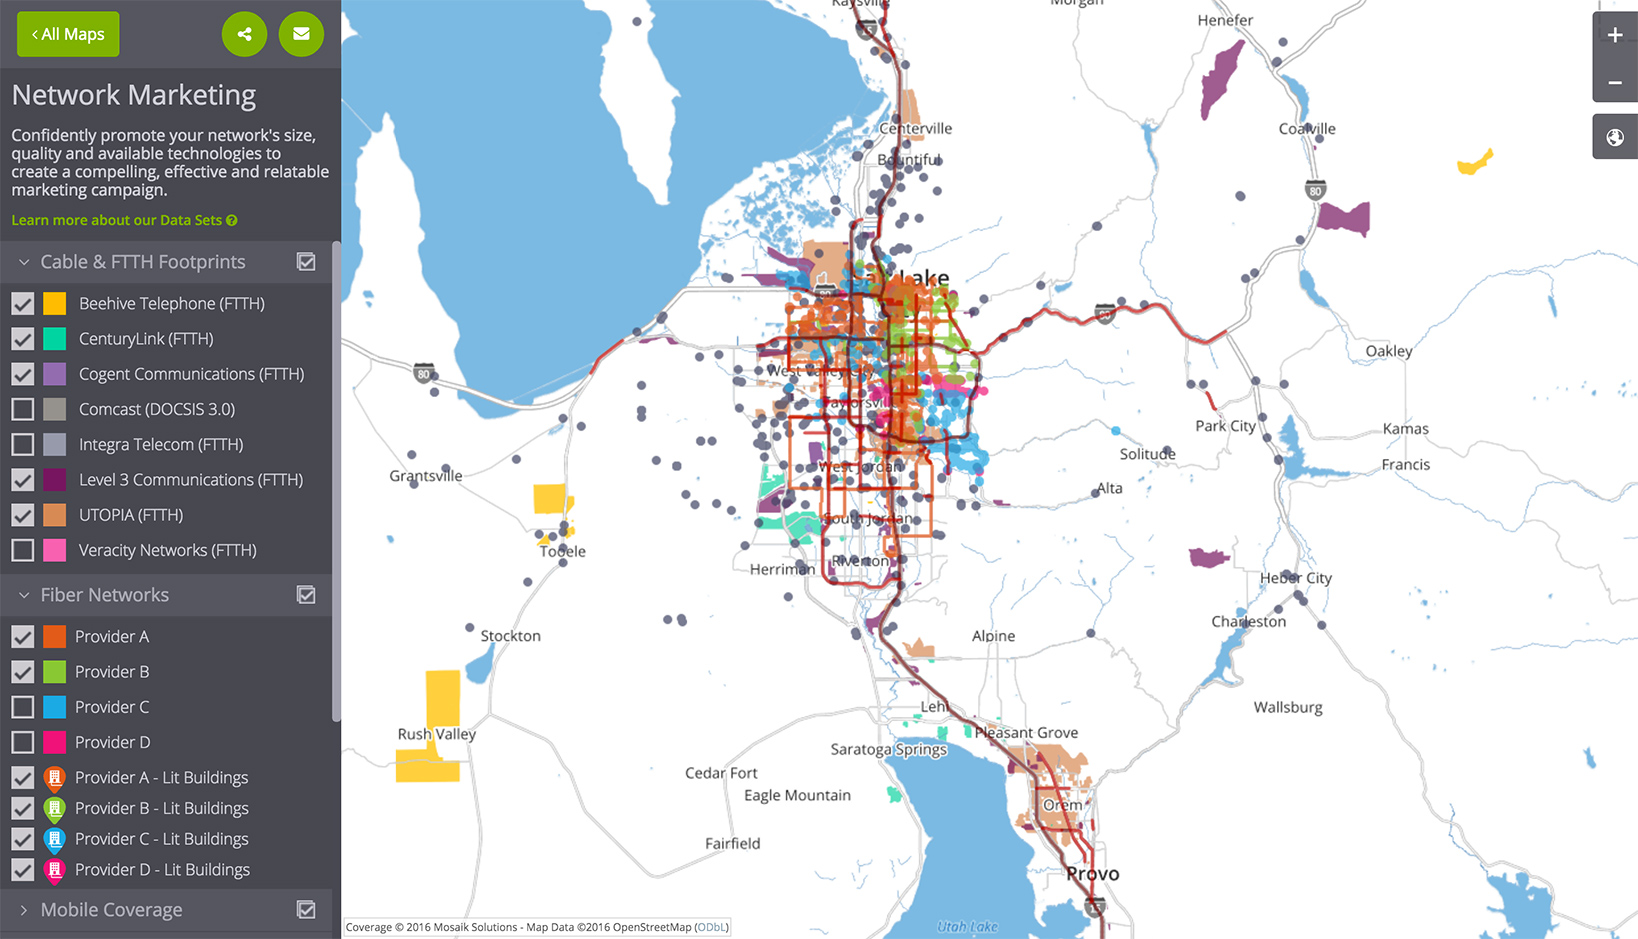 ‹ All Maps
Network Marketing
Confidently promote your network's size,
quality and available technologies to
create a compelling, effective and relatable
marketing campaign.
Learn more about our Data Sets ?
Cable & FTTH Footprints
Beehive Telephone (FTTH)
CenturyLink (FTTH)
Cogent Communications (FTTH)
Comcast (DOCSIS 3.0)
Integra Telecom (FTTH)
Level 3 Communications (FTTH)
UTOPIA (FTTH)
Veracity Networks (FTTH)
Fiber Networks
Provider A
Provider B
Provider C
Provider D
Provider A - Lit Buildings
Provider B - Lit Buildings
Provider C - Lit Buildings
Provider D - Lit Buildings
Mobile Coverage
Kaysville
Morgan
Henefer
+
−
Centerville
Coalville
Bountiful
80
Lake
Oakley
80
West Valley City
Taylorsville
Park City
Kamas
Solitude
Francis
Grantsville
West Jordan
Alta
South Jordan
Tooele
Riverton
Herriman
Heber City
Charleston
Stockton
Alpine
Lehi
Wallsburg
Rush Valley
Pleasant Grove
Saratoga Springs
Cedar Fort
Eagle Mountain
Orem
Fairfield
Provo
Utah Lake
Coverage © 2016 Mosaik Solutions - Map Data ©2016 OpenStreetMap (ODbL)